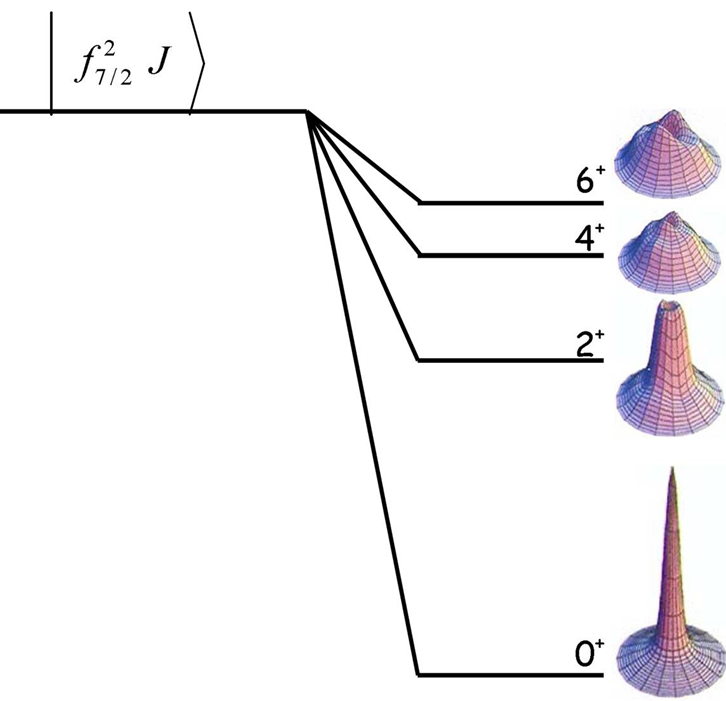 | f²₇/₂ J ⟩
6⁺
4⁺
2⁺
0⁺